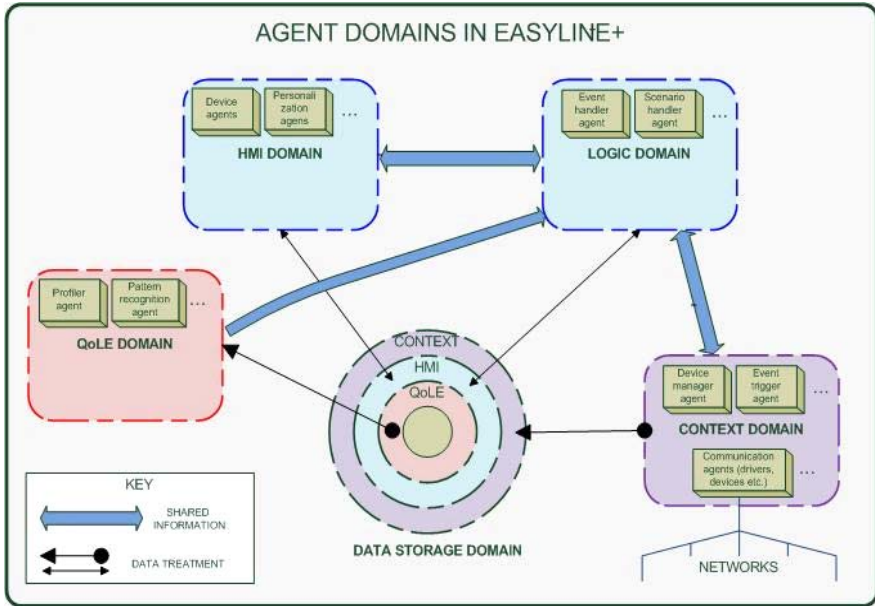 AGENT DOMAINS IN EASYLINE+
Device
agents
Personali
zation
agens
...
HMI DOMAIN
Event
handler
agent
Scenario
handler
agent
...
LOGIC DOMAIN
Profiler
agent
Pattern
recognition
agent
...
QoLE DOMAIN
CONTEXT
HMI
QoLE
DATA STORAGE DOMAIN
Device
manager
agent
Event
trigger
agent
...
CONTEXT DOMAIN
Communication
agents (drivers,
devices etc.)
...
NETWORKS
KEY
SHARED
INFORMATION
DATA TREATMENT